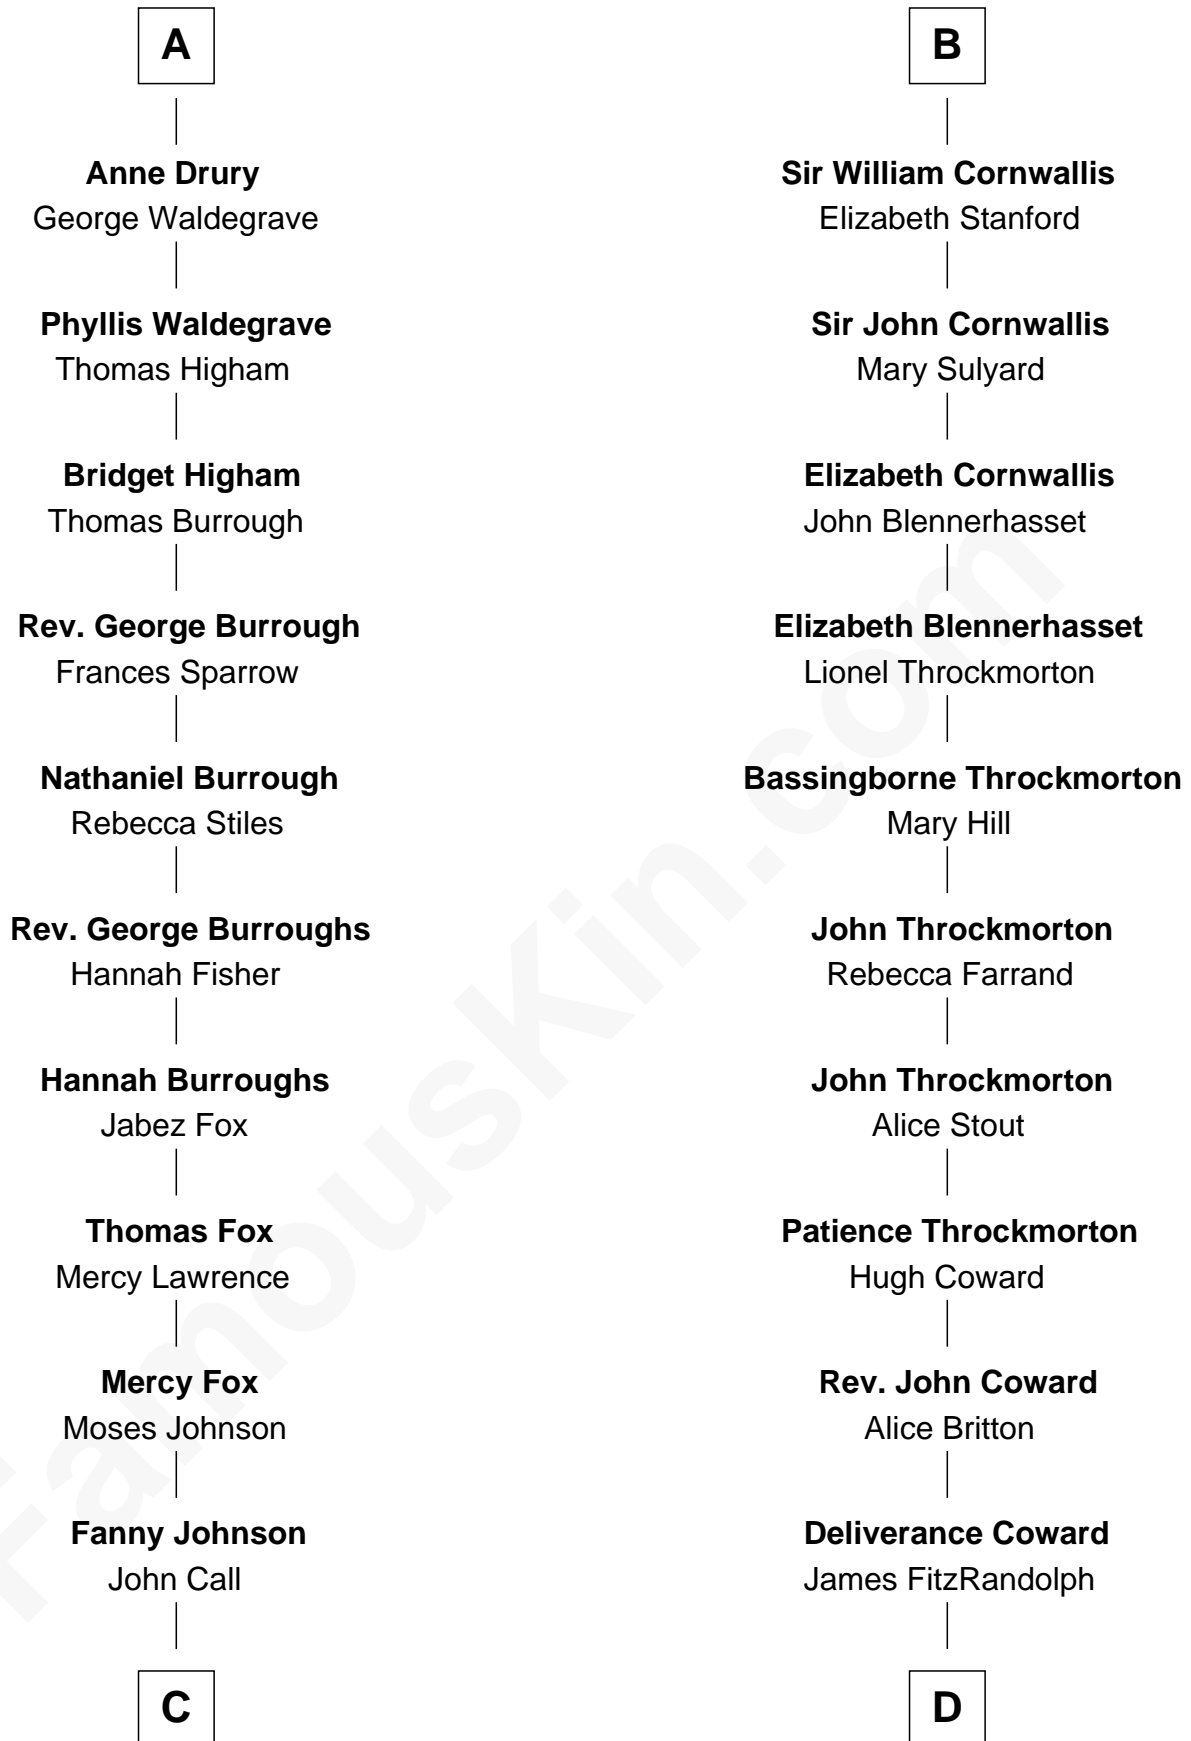 A
Anne Drury
George Waldegrave
Phyllis Waldegrave
Thomas Higham
Bridget Higham
Thomas Burrough
Rev. George Burrough
Frances Sparrow
Nathaniel Burrough
Rebecca Stiles
Rev. George Burroughs
Hannah Fisher
Hannah Burroughs
Jabez Fox
Thomas Fox
Mercy Lawrence
Mercy Fox
Moses Johnson
Fanny Johnson
John Call
C
B
Sir William Cornwallis
Elizabeth Stanford
Sir John Cornwallis
Mary Sulyard
Elizabeth Cornwallis
John Blennerhasset
Elizabeth Blennerhasset
Lionel Throckmorton
Bassingborne Throckmorton
Mary Hill
John Throckmorton
Rebecca Farrand
John Throckmorton
Alice Stout
Patience Throckmorton
Hugh Coward
Rev. John Coward
Alice Britton
Deliverance Coward
James FitzRandolph
D
FamousKin.com